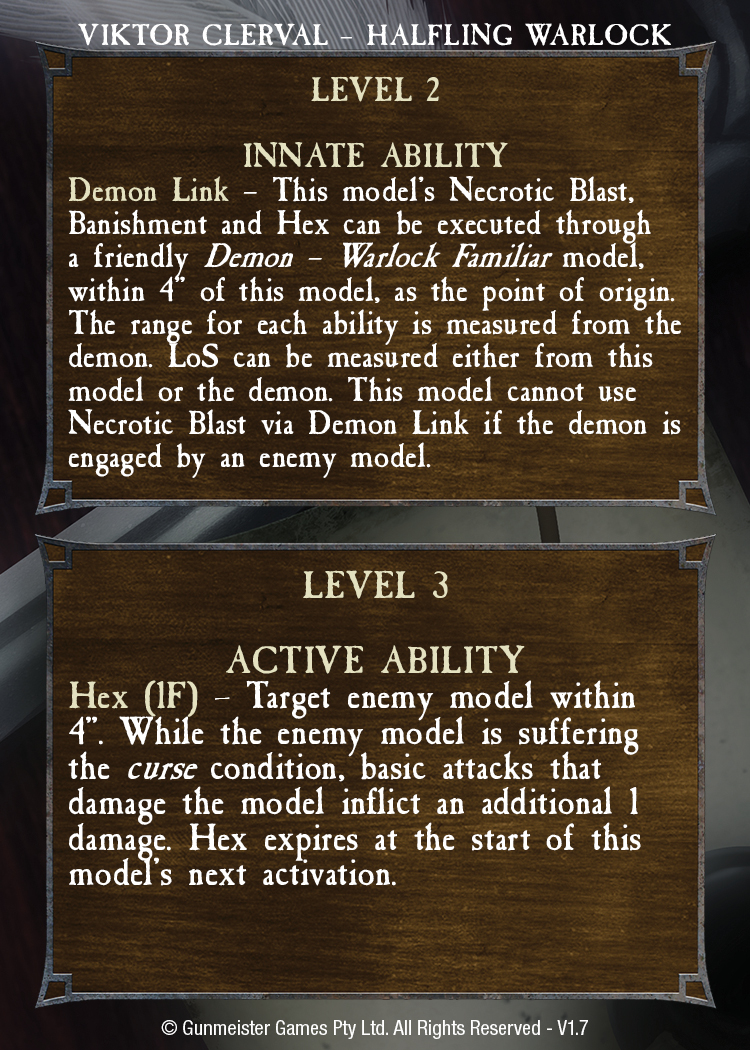 VIKTOR CLERVAL – HALFLING WARLOCK
LEVEL 2
INNATE ABILITY
Demon Link – This model's Necrotic Blast,
Banishment and Hex can be executed through
a friendly Demon – Warlock Familiar model,
within 4" of this model, as the point of origin.
The range for each ability is measured from the
demon. LoS can be measured either from this
model or the demon. This model cannot use
Necrotic Blast via Demon Link if the demon is
engaged by an enemy model.
LEVEL 3
ACTIVE ABILITY
Hex (1F) – Target enemy model within
4". While the enemy model is suffering
the curse condition, basic attacks that
damage the model inflict an additional 1
damage. Hex expires at the start of this
model's next activation.
© Gunmeister Games Pty Ltd. All Rights Reserved - V1.7